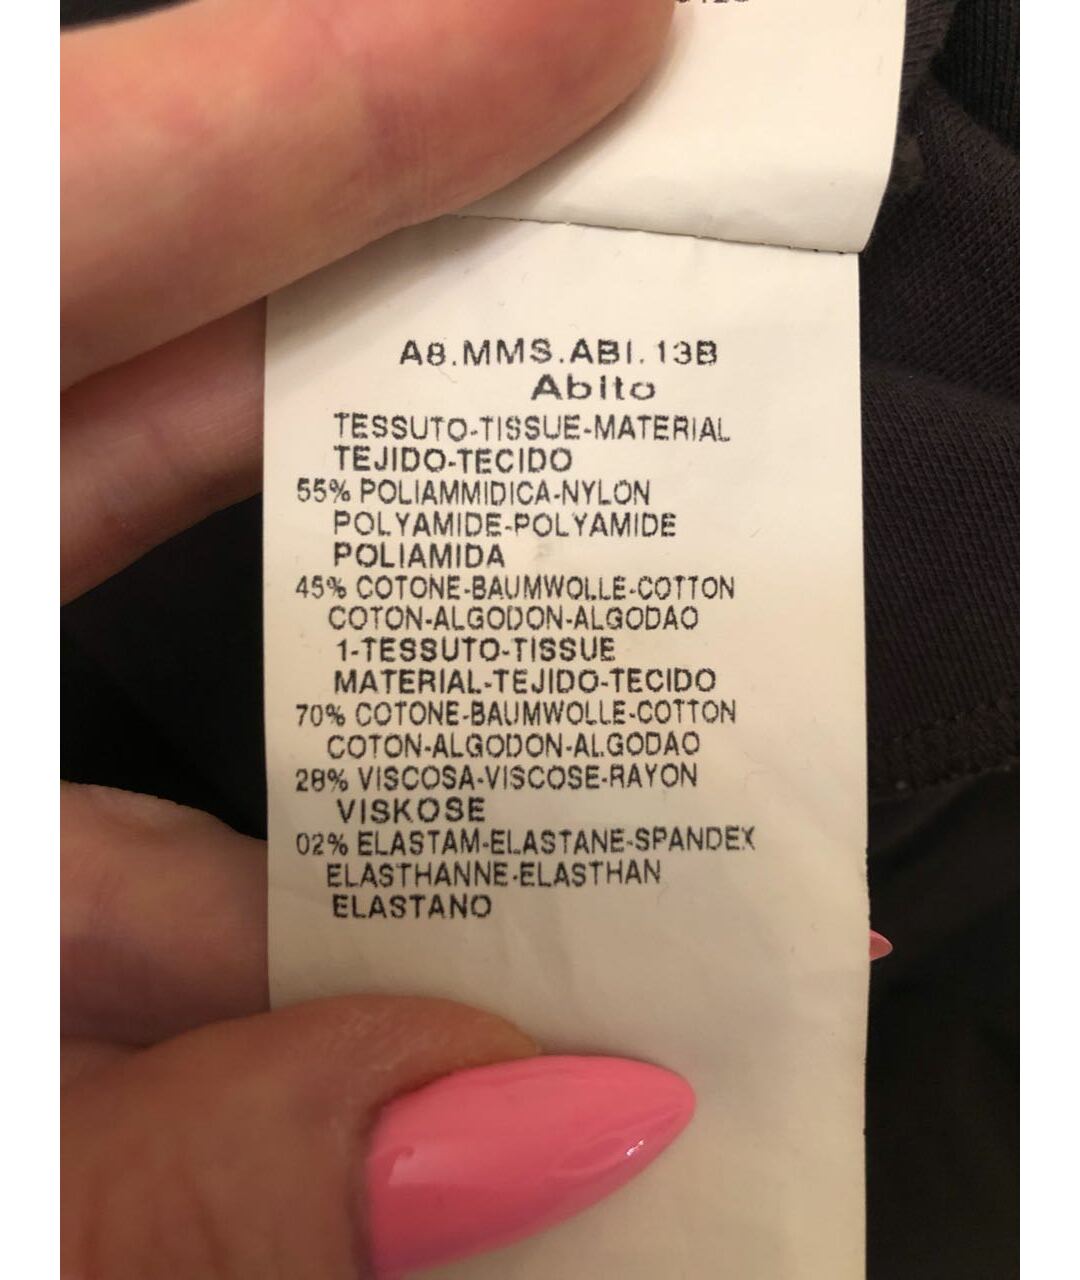 A8.MMS.ABI.13B
Abito
TESSUTO-TISSUE-MATERIAL
TEJIDO-TECIDO
55% POLIAMMIDICA-NYLON
POLYAMIDE-POLYAMIDE
POLIAMIDA
45% COTONE-BAUMWOLLE-COTTON
COTON-ALGODON-ALGODAO
1-TESSUTO-TISSUE
MATERIAL-TEJIDO-TECIDO
70% COTONE-BAUMWOLLE-COTTON
COTON-ALGODON-ALGODAO
28% VISCOSA-VISCOSE-RAYON
VISKOSE
02% ELASTAM-ELASTANE-SPANDEX
ELASTHANNE-ELASTHAN
ELASTANO